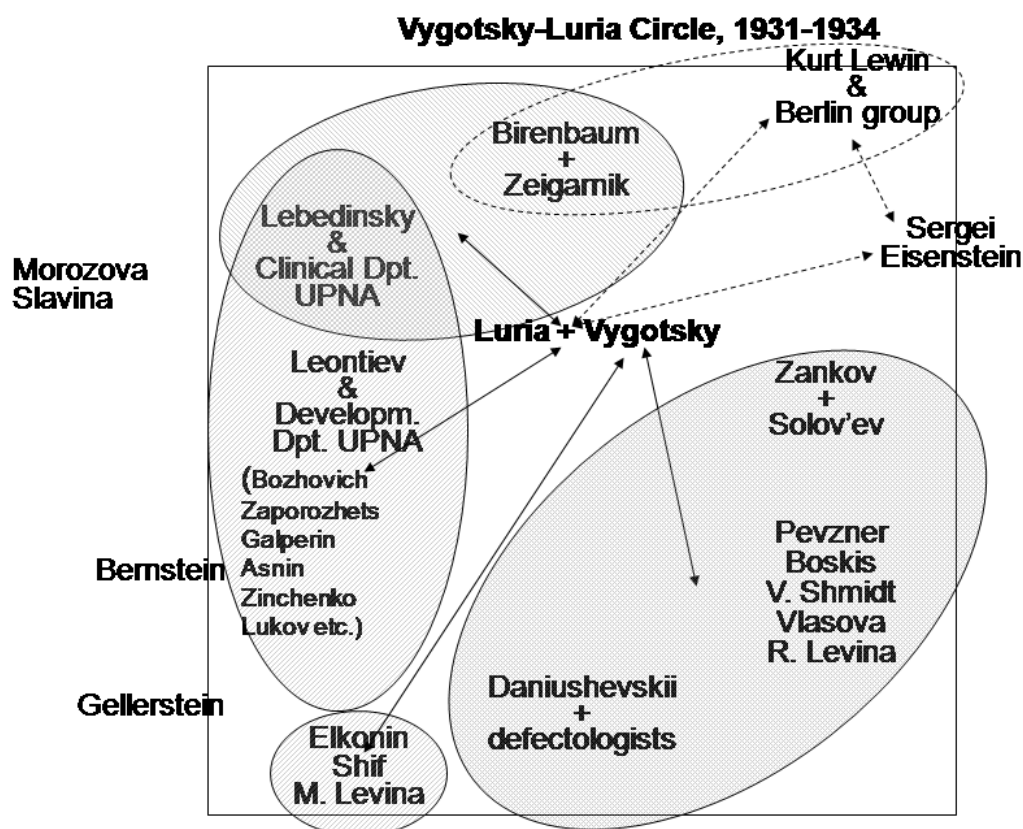 Vygotsky-Luria Circle, 1931-1934
Kurt Lewin
&
Berlin group
Birenbaum
+
Zeigarnik
Lebedinsky
&
Clinical Dpt.
UPNA
Sergei
Eisenstein
Morozova
Slavina
Luria + Vygotsky
Leontiev
&
Developm.
Dpt. UPNA
(Bozhovich
Zaporozhets
Galperin
Asnin
Zinchenko
Lukov etc.)
Zankov
+
Solov'ev
Bernstein
Pevzner
Boskis
V. Shmidt
Vlasova
R. Levina
Gellerstein
Daniushevskii
+
defectologists
Elkonin
Shif
M. Levina